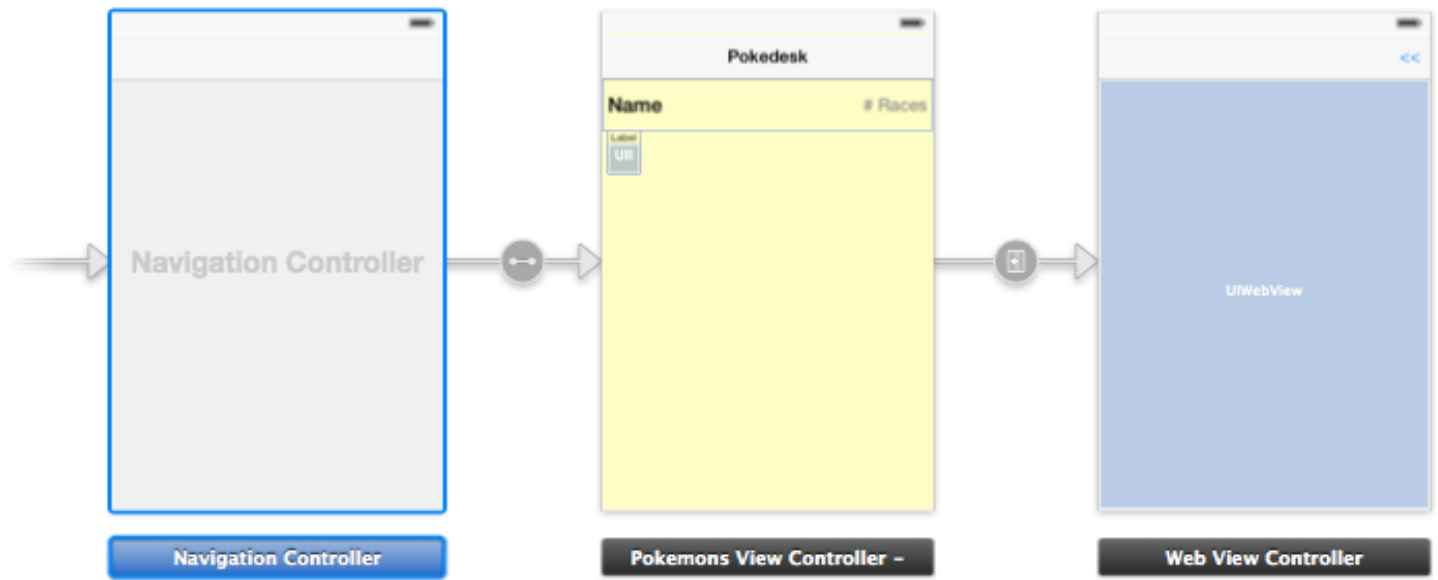 Navigation Controller
Navigation Controller
Pokedesk
Name # Races
Label
UII
Pokemons View Controller –
<<
UIWebView
Web View Controller